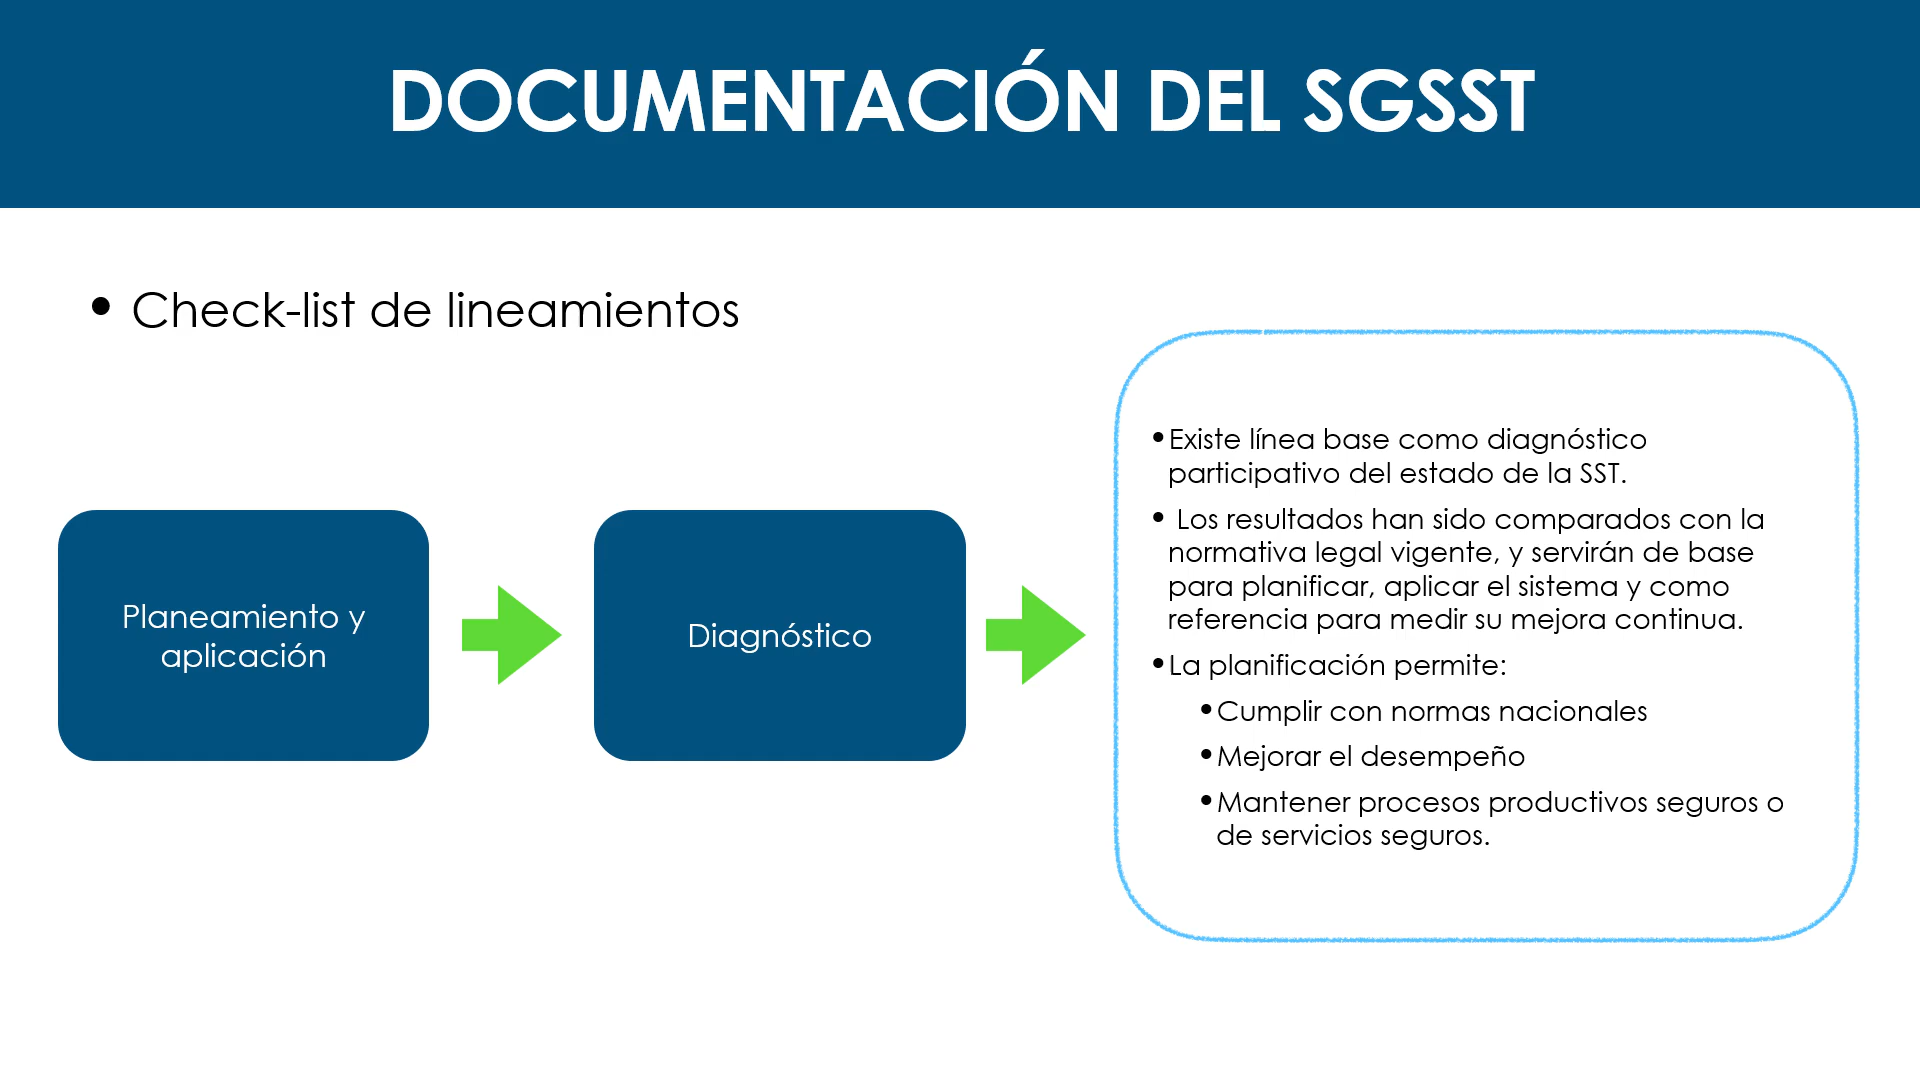 DOCUMENTACIÓN DEL SGSST
• Check-list de lineamientos
Planeamiento y
aplicación
Diagnóstico
•Existe línea base como diagnóstico
participativo del estado de la SST.
• Los resultados han sido comparados con la
normativa legal vigente, y servirán de base
para planificar, aplicar el sistema y como
referencia para medir su mejora continua.
•La planificación permite:
•Cumplir con normas nacionales
•Mejorar el desempeño
•Mantener procesos productivos seguros o
de servicios seguros.